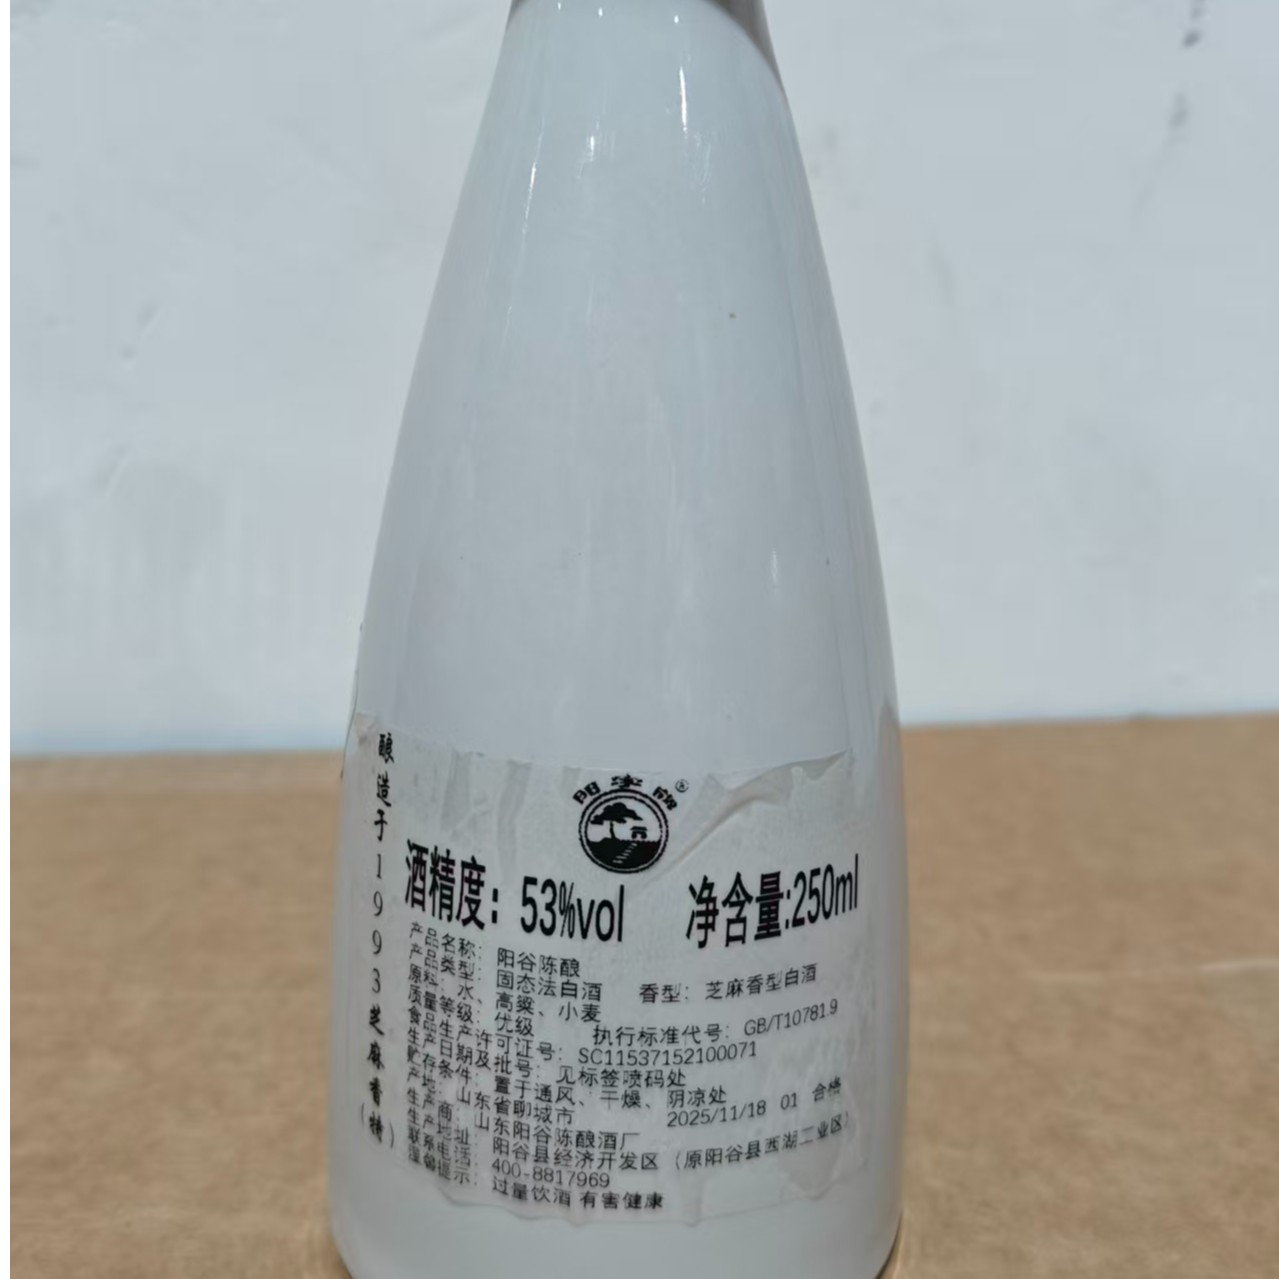 酿造于1993芝麻香(特)
酒精度：53%vol 净含量:250ml
产品名称：阳谷陈酿
产品类型：固态法白酒 香型：芝麻香型白酒
原料：水、高粱、小麦
质量等级：优级 执行标准代号：GB/T10781.9
食品生产许可证号：SC11537152100071
生产日期及批号：见标签喷码处
贮存条件：置于通风、干燥、阴凉处
产地：山东省聊城市 2025/11/18 01 合格
生产商：山东阳谷陈酿酒厂
生产地址：阳谷县经济开发区（原阳谷县西湖工业区）
联系电话：400-8817969
温馨提示：过量饮酒 有害健康